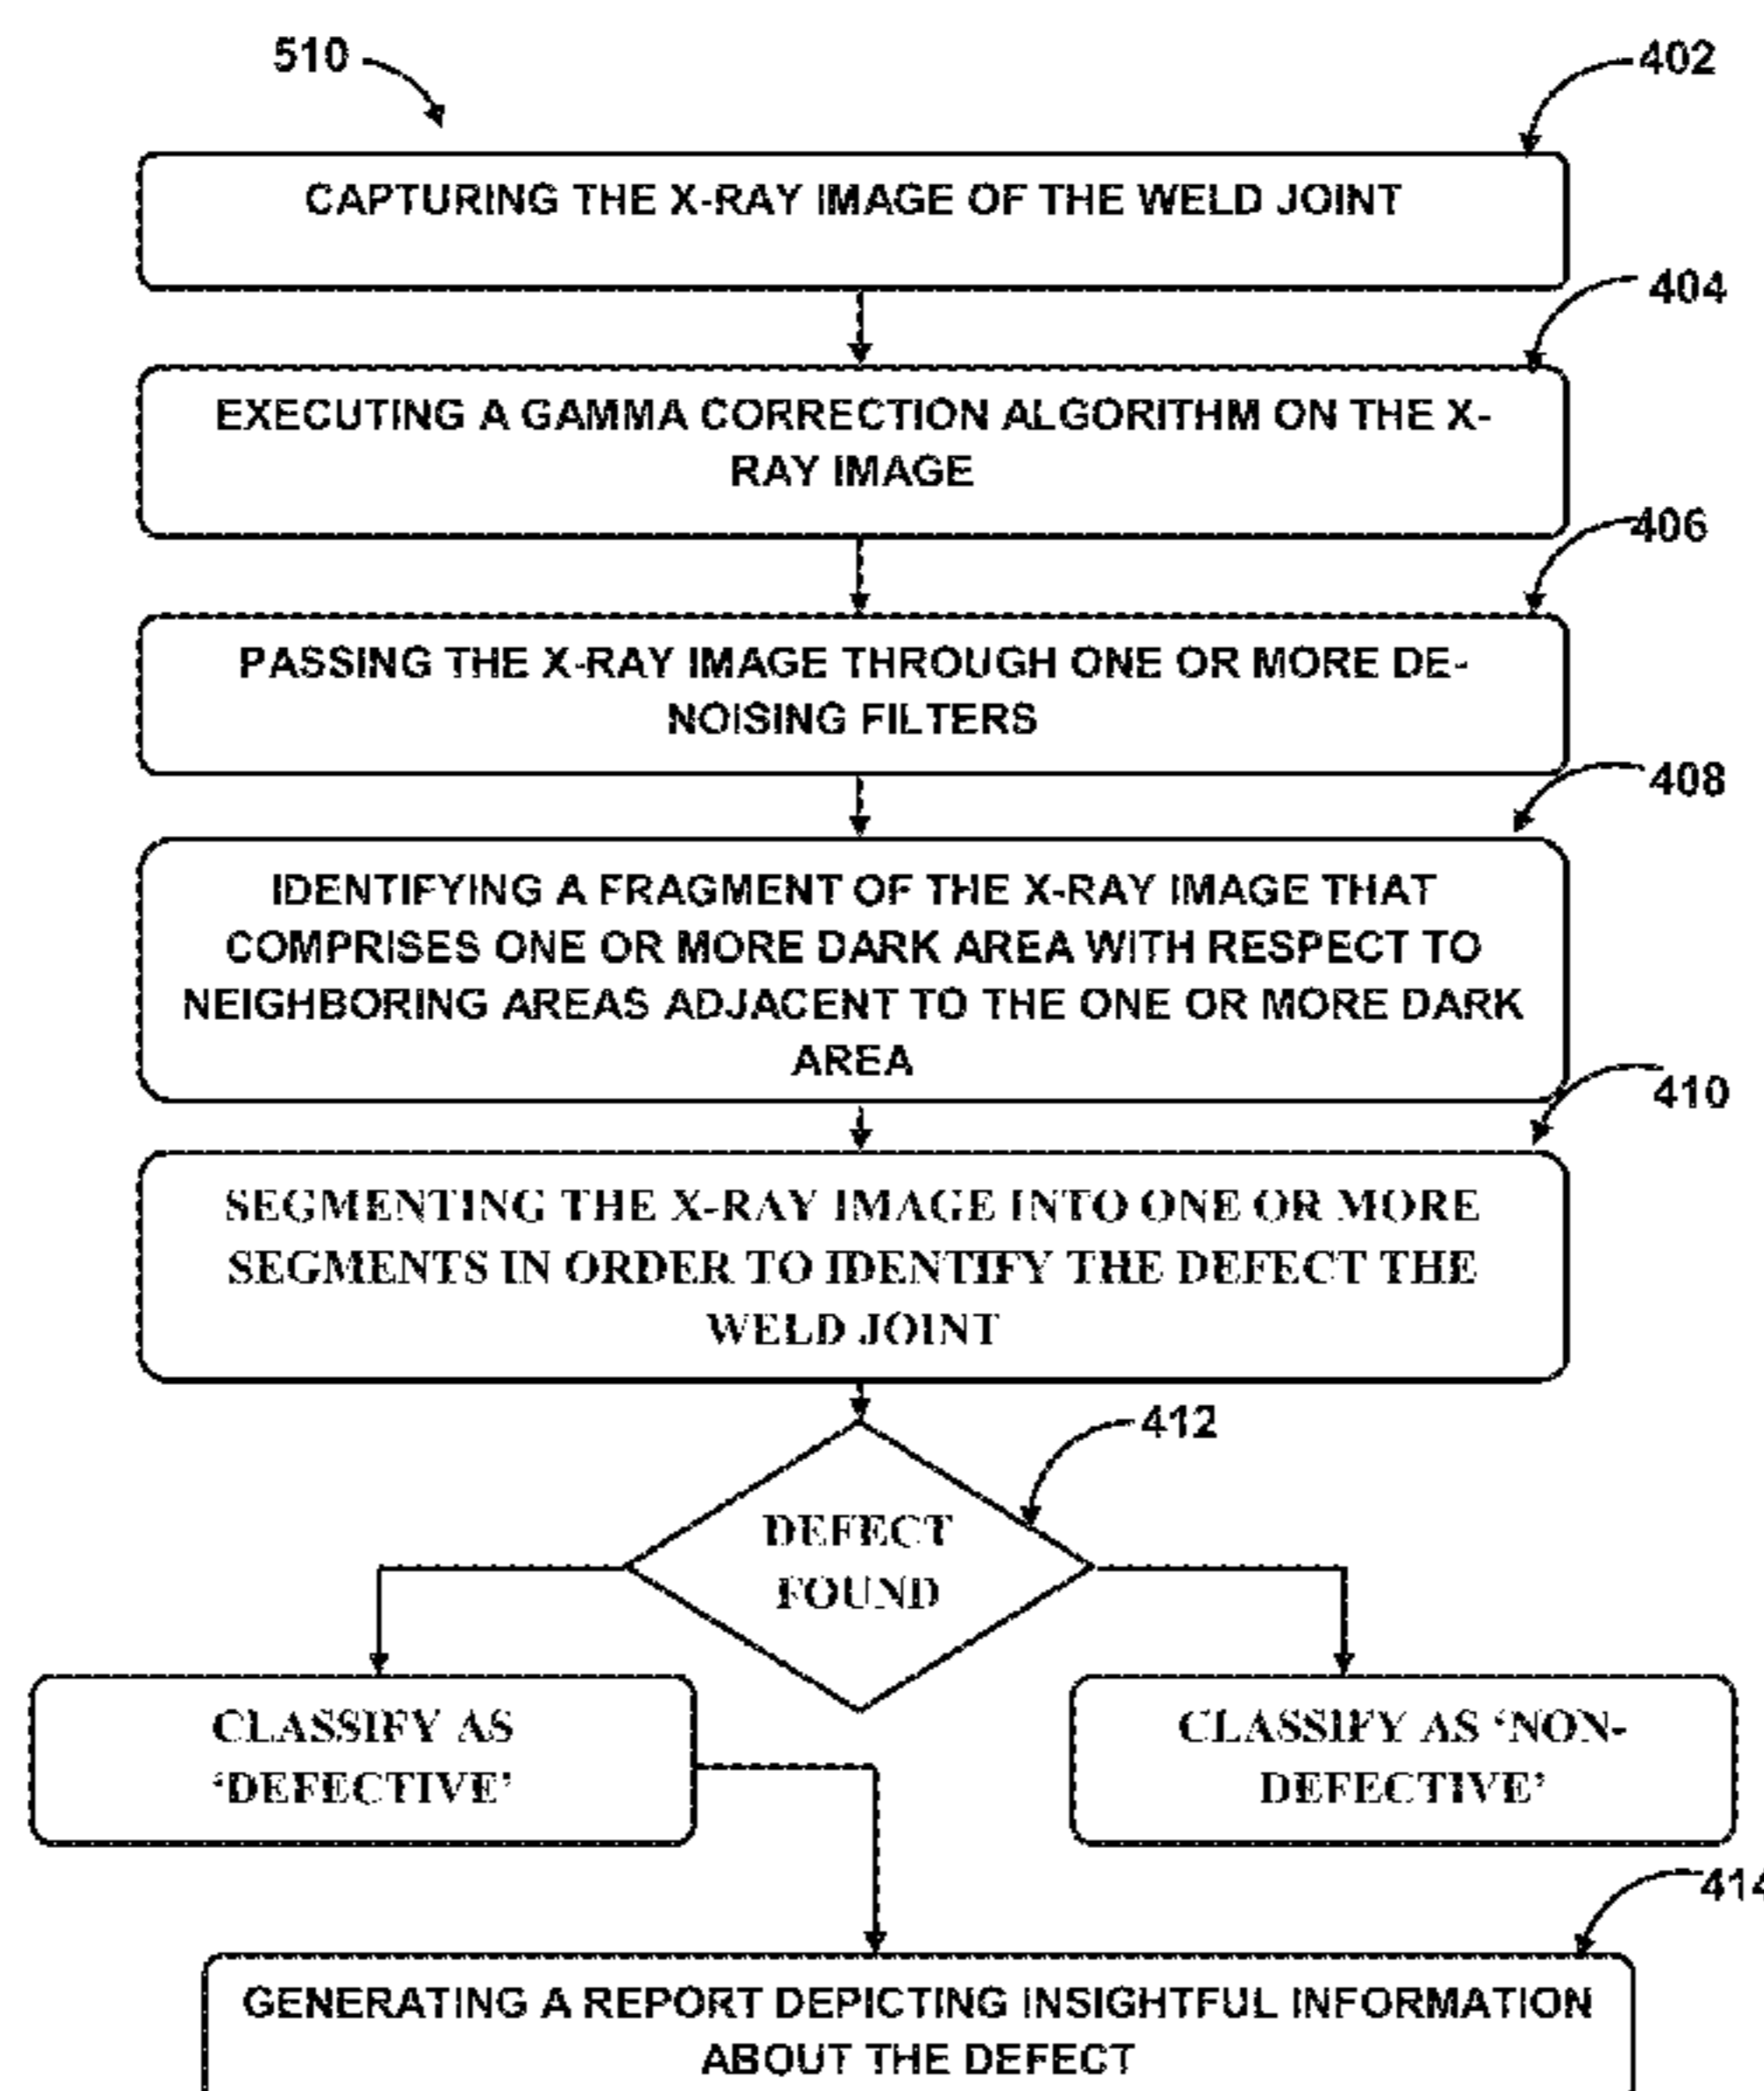 510
402
CAPTURING THE X-RAY IMAGE OF THE WELD JOINT
404
EXECUTING A GAMMA CORRECTION ALGORITHM ON THE X-
RAY IMAGE
406
PASSING THE X-RAY IMAGE THROUGH ONE OR MORE DE-
NOISING FILTERS
408
IDENTIFYING A FRAGMENT OF THE X-RAY IMAGE THAT
COMPRISES ONE OR MORE DARK AREA WITH RESPECT TO
NEIGHBORING AREAS ADJACENT TO THE ONE OR MORE DARK
AREA
410
SEGMENTING THE X-RAY IMAGE INTO ONE OR MORE
SEGMENTS IN ORDER TO IDENTIFY THE DEFECT THE
WELD JOINT
412
DEFECT
FOUND
CLASSIFY AS
‘DEFECTIVE’
CLASSIFY AS ‘NON-
DEFECTIVE’
414
GENERATING A REPORT DEPICTING INSIGHTFUL INFORMATION
ABOUT THE DEFECT